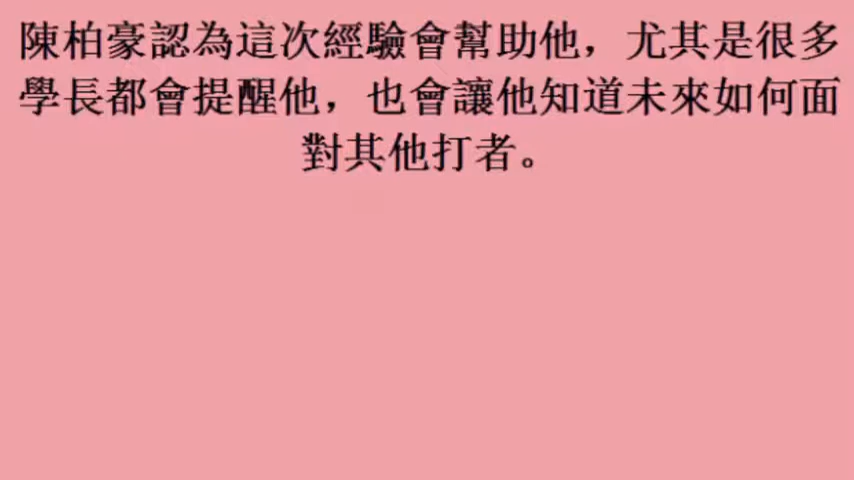 陳柏豪認為這次經驗會幫助他，尤其是很多
學長都會提醒他，也會讓他知道未來如何面
對其他打者。